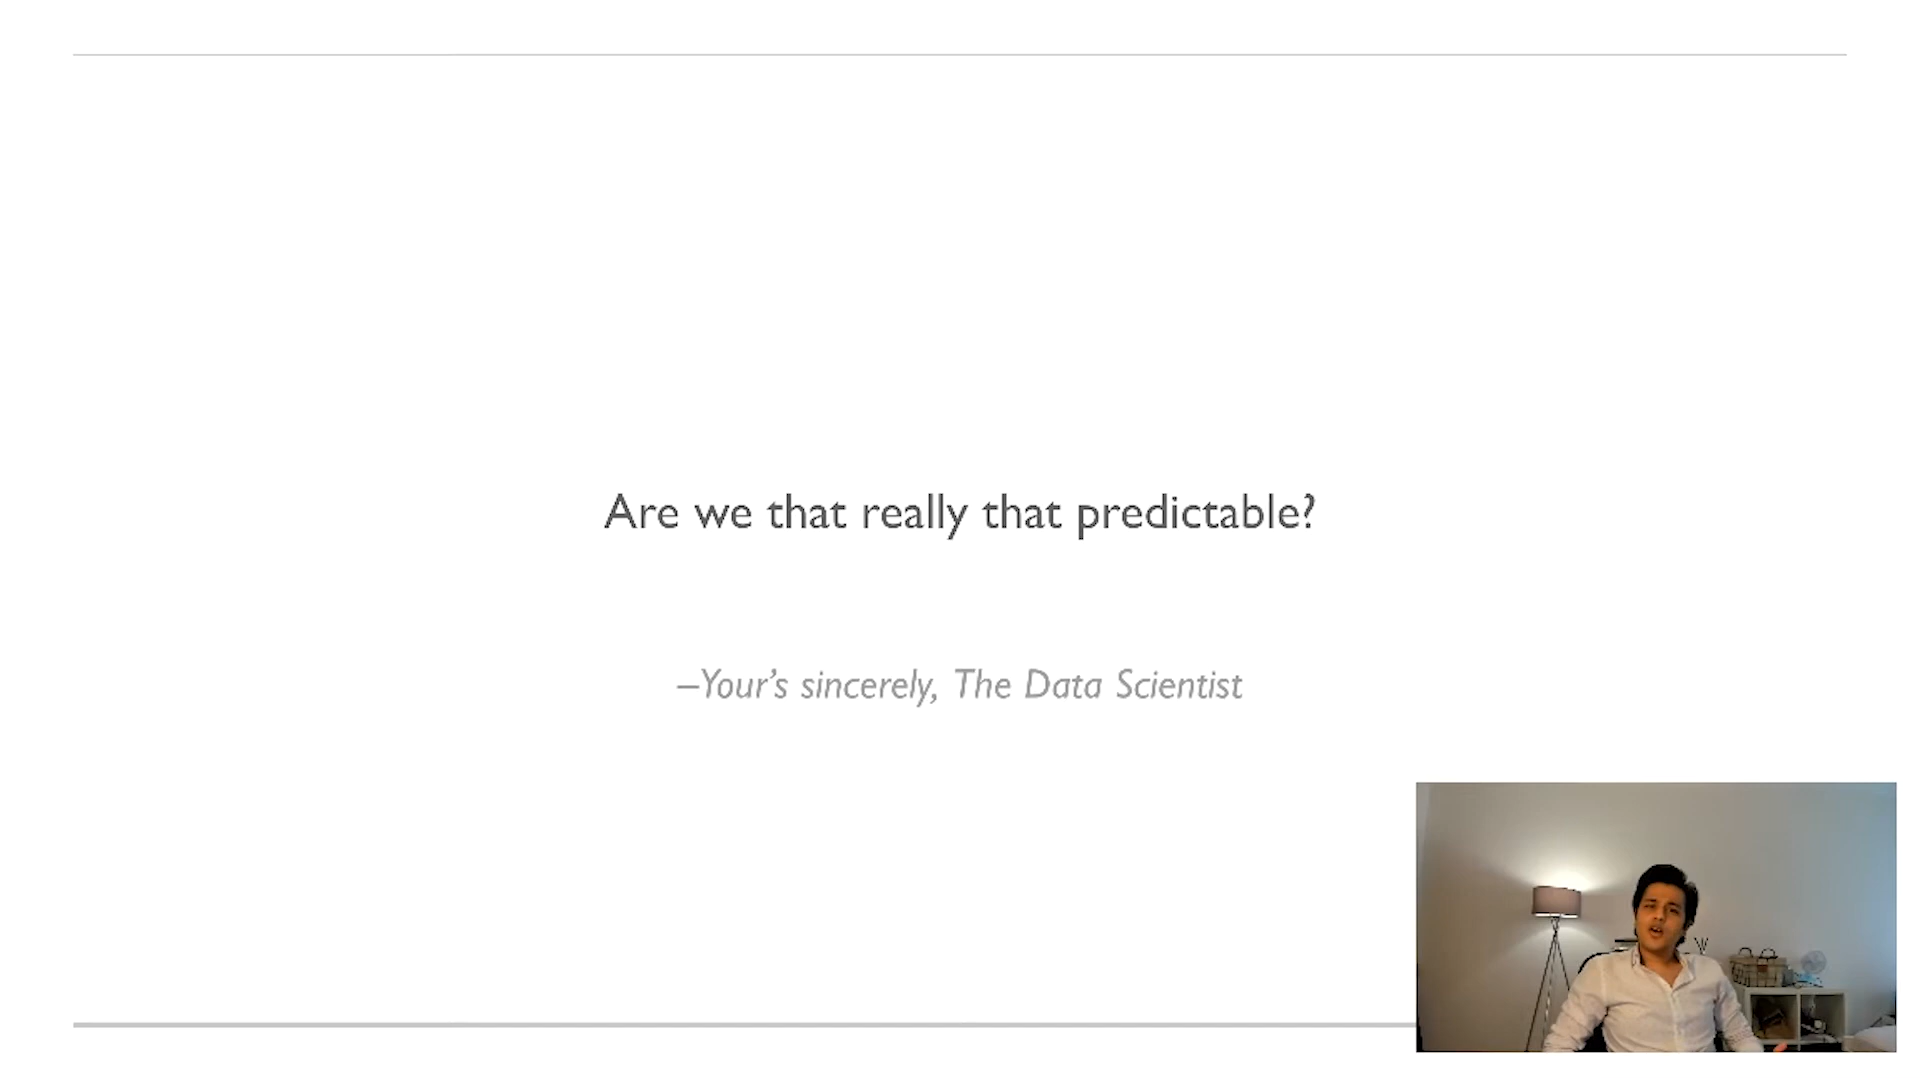 Are we that really that predictable?
–Your’s sincerely, The Data Scientist